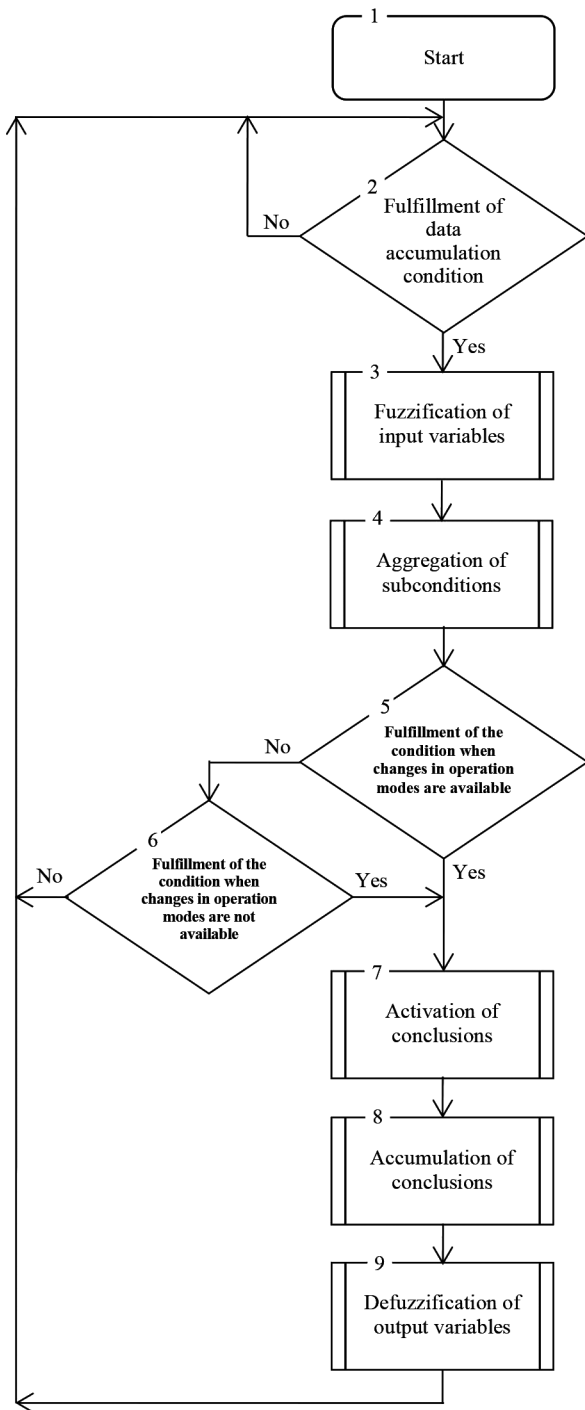 1
Start
2
Fulfillment of
data
accumulation
condition
No
Yes
3
Fuzzification of
input variables
4
Aggregation of
subconditions
5
Fulfillment of the
condition when
changes in operation
modes are available
No
Yes
6
Fulfillment of the
condition when
changes in operation
modes are not
available
No
Yes
7
Activation of
conclusions
8
Accumulation of
conclusions
9
Defuzzification of
output variables